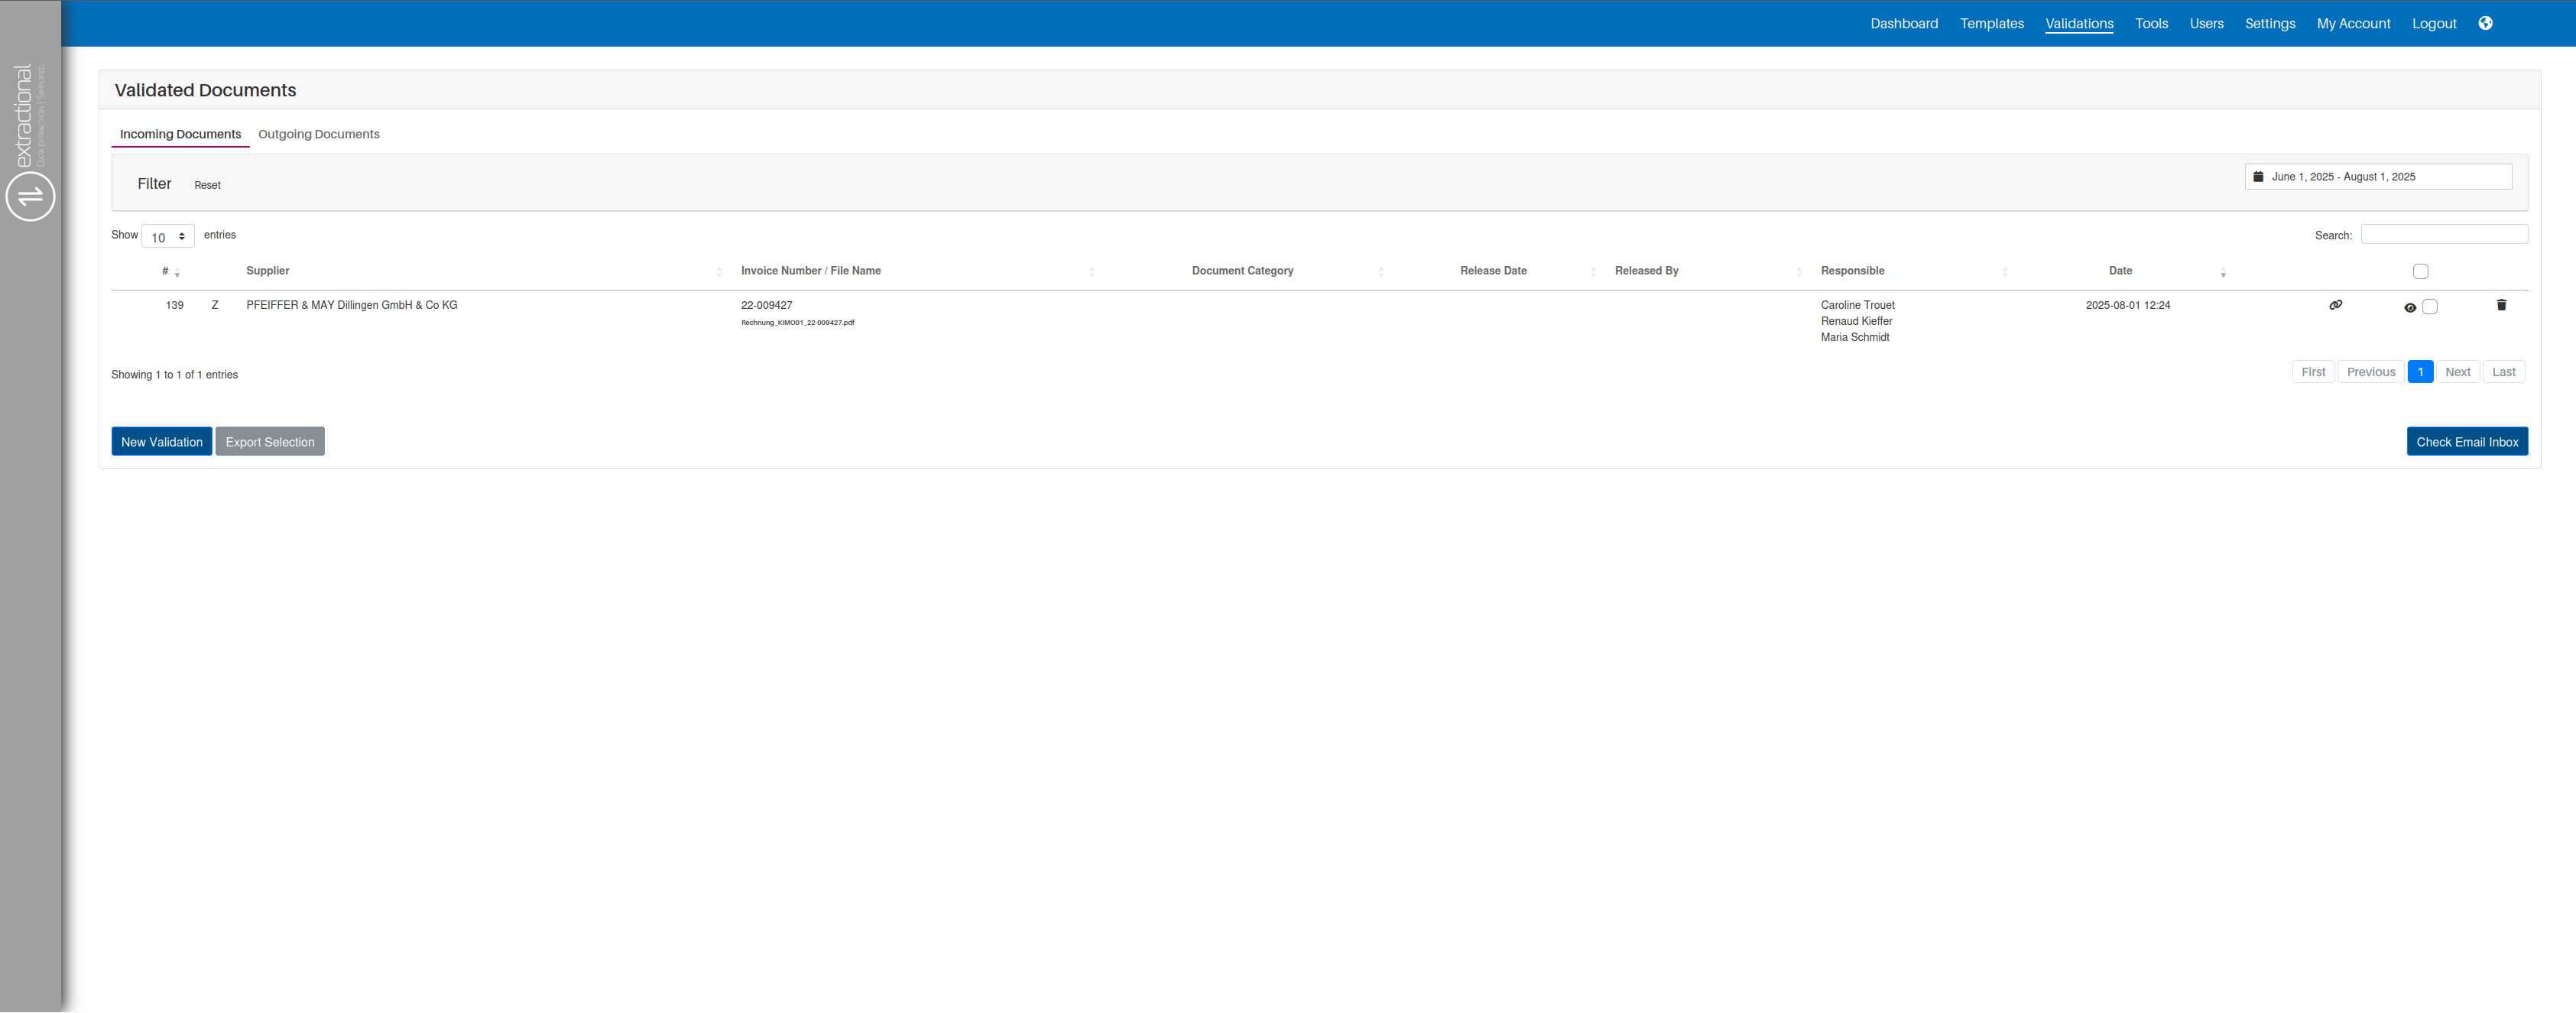 Dashboard Templates Validations Tools Users Settings My Account Logout
extractional
DATA EXTRACTION | SIMPLIFIED
Validated Documents
Incoming Documents Outgoing Documents
Filter Reset June 1, 2025 - August 1, 2025
Show 10 entries Search:
# Supplier Invoice Number / File Name Document Category Release Date Released By Responsible Date
139 Z PFEIFFER & MAY Dillingen GmbH & Co KG 22-009427 Caroline Trouet 2025-08-01 12:24
Rechnung_KIMO01_22-009427.pdf Renaud Kieffer
Maria Schmidt
Showing 1 to 1 of 1 entries First Previous 1 Next Last
New Validation Export Selection Check Email Inbox